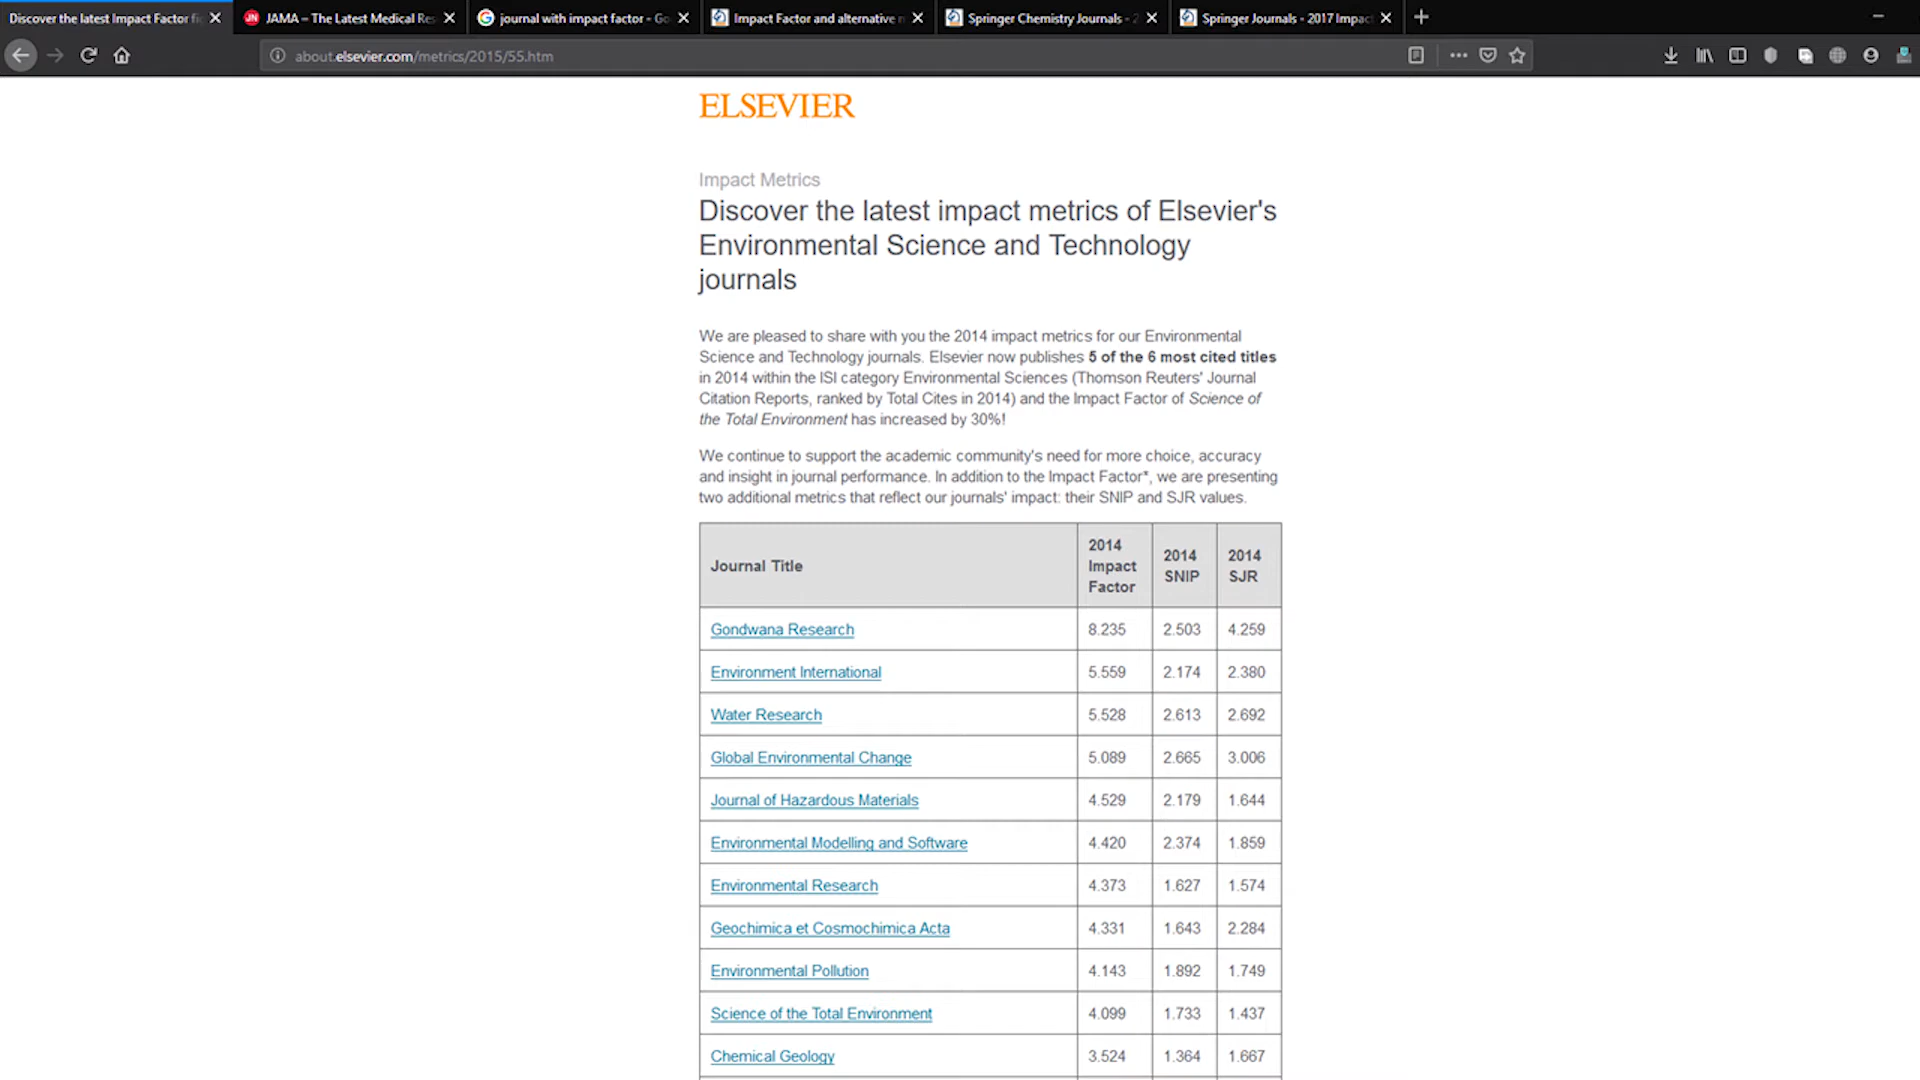 Discover the latest Impact Factor fi
JAMA – The Latest Medical Res
journal with impact factor - Go
Impact Factor and alternative m
Springer Chemistry Journals - 2
Springer Journals - 2017 Impac
about.elsevier.com/metrics/2015/55.htm
ELSEVIER
Impact Metrics
Discover the latest impact metrics of Elsevier's
Environmental Science and Technology
journals
We are pleased to share with you the 2014 impact metrics for our Environmental
Science and Technology journals. Elsevier now publishes 5 of the 6 most cited titles
in 2014 within the ISI category Environmental Sciences (Thomson Reuters' Journal
Citation Reports, ranked by Total Cites in 2014) and the Impact Factor of Science of
the Total Environment has increased by 30%!
We continue to support the academic community's need for more choice, accuracy
and insight in journal performance. In addition to the Impact Factor*, we are presenting
two additional metrics that reflect our journals' impact: their SNIP and SJR values.
Journal Title 2014 Impact Factor 2014 SNIP 2014 SJR
Gondwana Research 8.235 2.503 4.259
Environment International 5.559 2.174 2.380
Water Research 5.528 2.613 2.692
Global Environmental Change 5.089 2.665 3.006
Journal of Hazardous Materials 4.529 2.179 1.644
Environmental Modelling and Software 4.420 2.374 1.859
Environmental Research 4.373 1.627 1.574
Geochimica et Cosmochimica Acta 4.331 1.643 2.284
Environmental Pollution 4.143 1.892 1.749
Science of the Total Environment 4.099 1.733 1.437
Chemical Geology 3.524 1.364 1.667